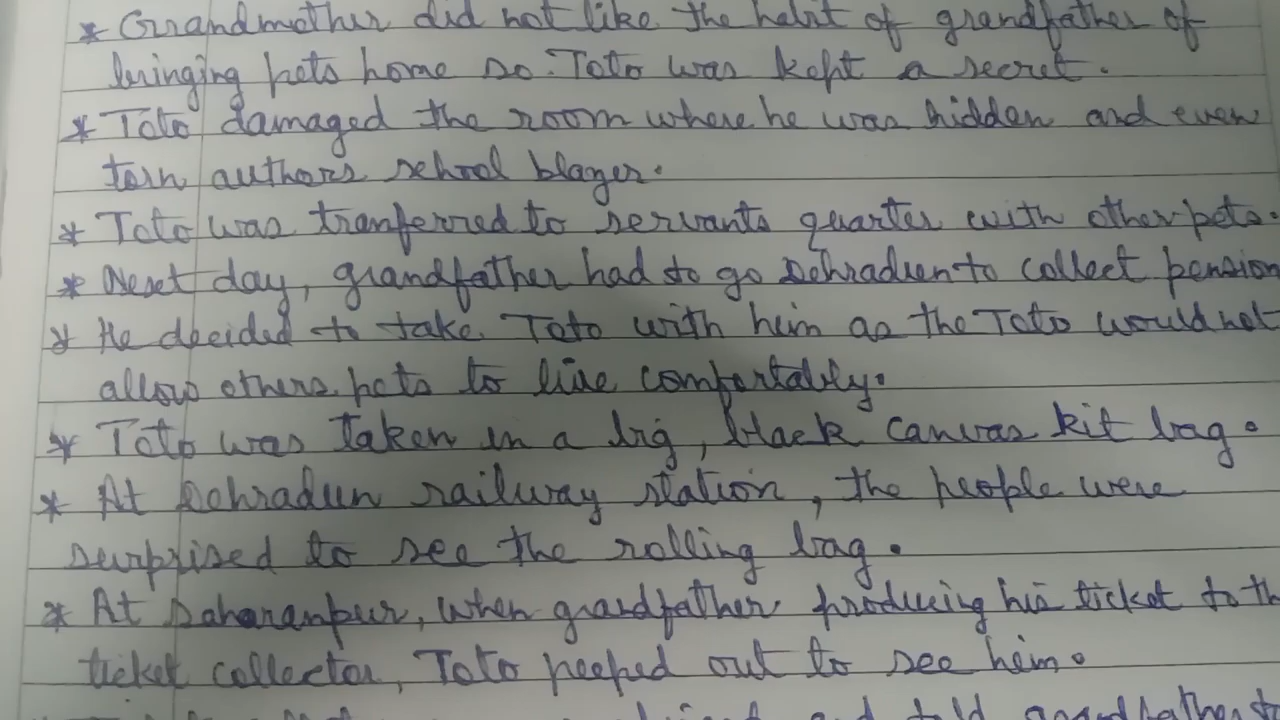 * Grandmother did not like the habit of grandfather of
bringing pets home so. Toto was kept a secret.
* Toto damaged the room where he was hidden and even
torn authors school blazer.
* Toto was tranferred to servants quarter with other pets.
* Next day, grandfather had to go Dehradun to collect pension
* He decided to take Toto with him as the Toto would not
allow others pets to live comfortably.
* Toto was taken in a big, black canvas kit bag.
* At Dehradun railway station, the people were
surprised to see the rolling bag.
* At Saharanpur, when grandfather producing his ticket to th
ticket collector, Toto peeped out to see him.
and told grandfather